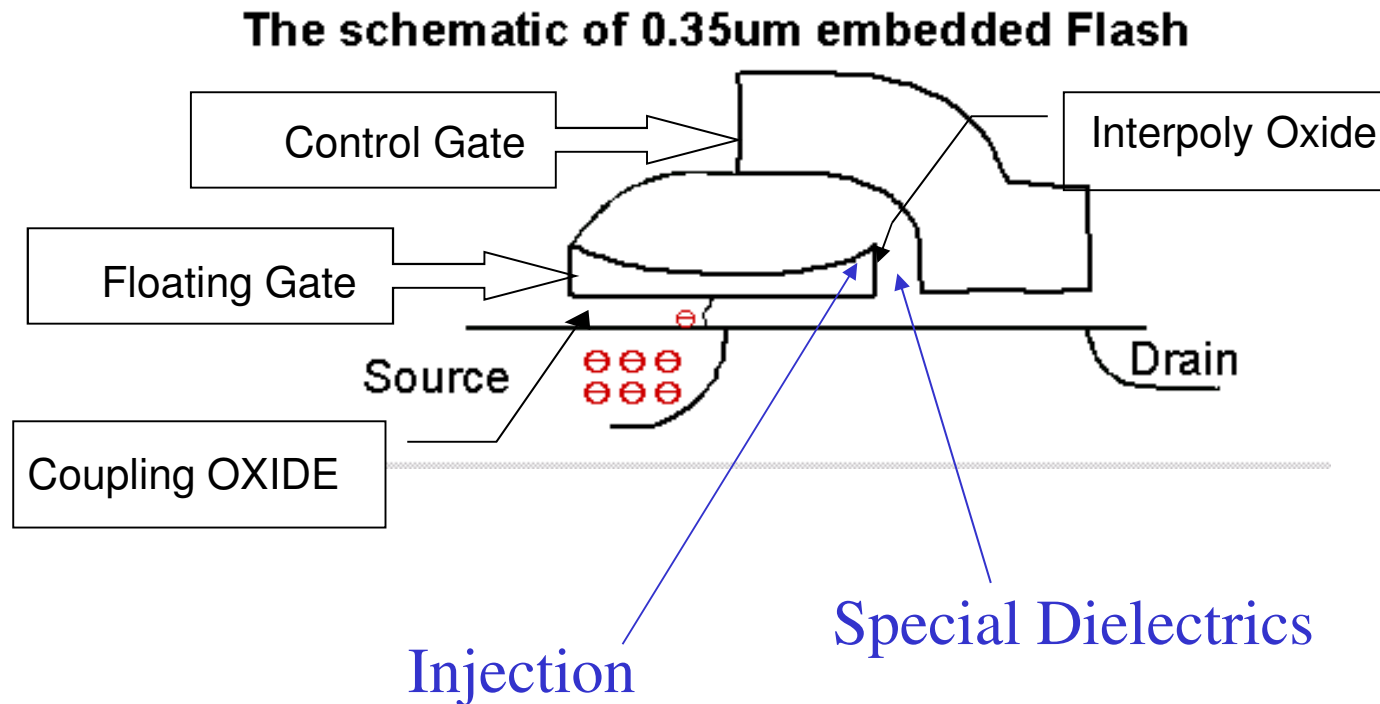 The schematic of 0.35um embedded Flash
Control Gate
Interpoly Oxide
Floating Gate
Source
Drain
Coupling OXIDE
Special Dielectrics
Injection